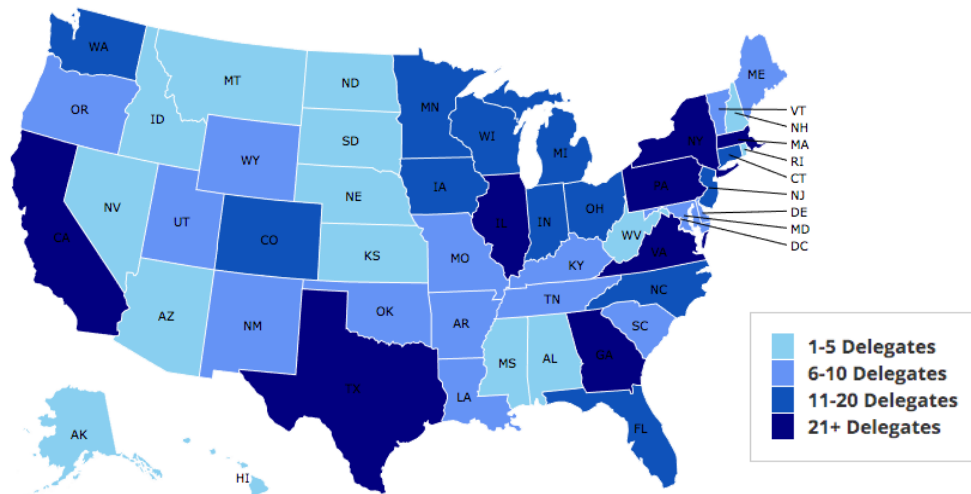 WA
MT
ND
MN
ME
OR
ID
SD
WI
MI
NY
VT
NH
MA
RI
CT
NJ
DE
MD
DC
WY
NE
IA
PA
NV
UT
CO
IL
IN
OH
WV
VA
CA
KS
MO
KY
AZ
NM
OK
AR
TN
NC
SC
TX
LA
MS
AL
GA
FL
AK
HI
1-5 Delegates
6-10 Delegates
11-20 Delegates
21+ Delegates